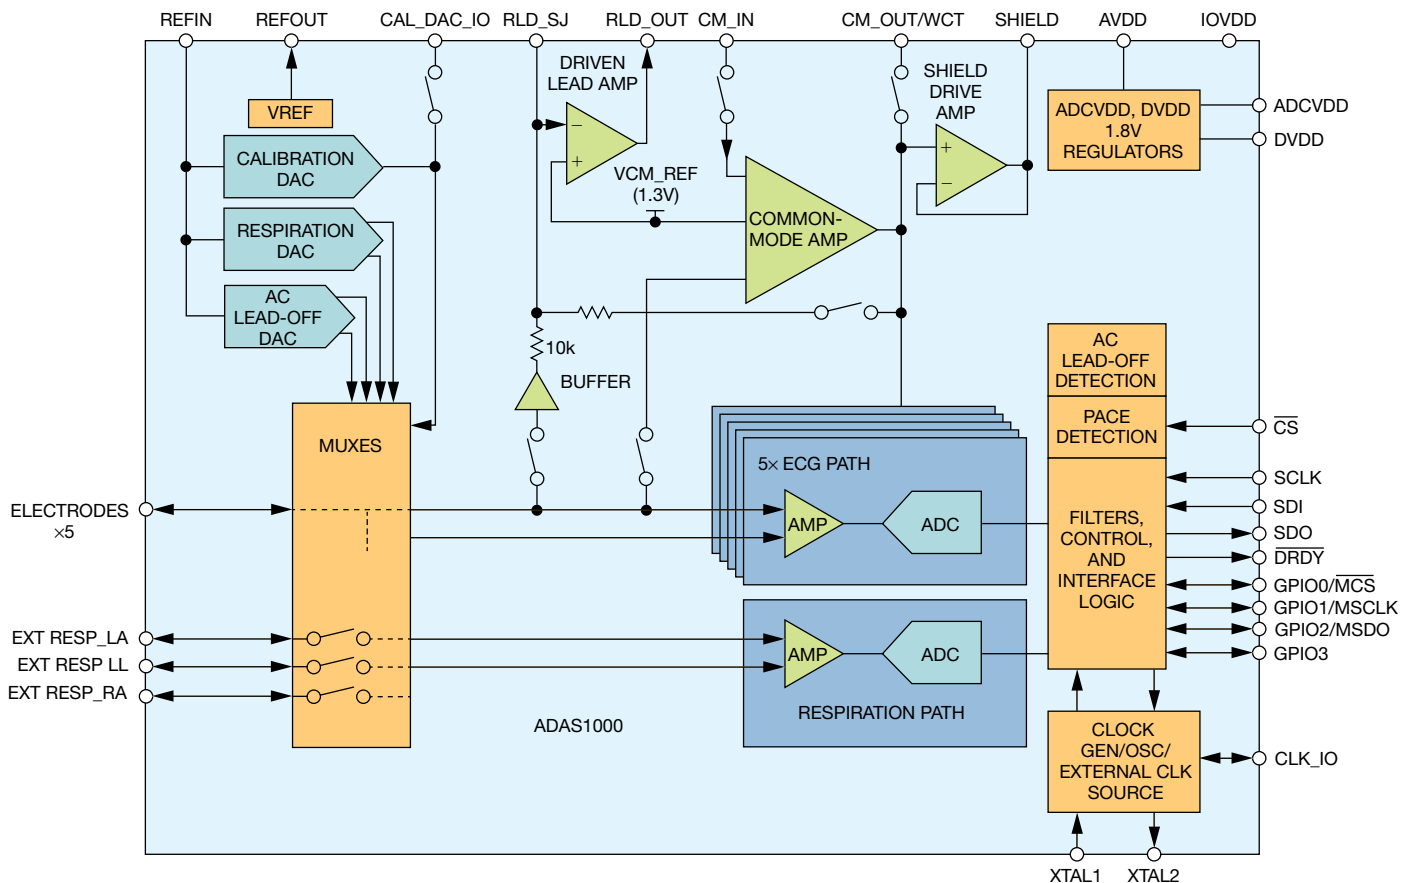 REFIN
REFOUT
CAL_DAC_IO
RLD_SJ
RLD_OUT
CM_IN
CM_OUT/WCT
SHIELD
AVDD
IOVDD
DRIVEN
LEAD AMP
SHIELD
DRIVE
AMP
VREF
ADCVDD, DVDD
1.8V
REGULATORS
ADCVDD
DVDD
CALIBRATION
DAC
−
+
VCM_REF
(1.3V)
+
−
RESPIRATION
DAC
COMMON-
MODE AMP
AC
LEAD-OFF
DAC
10k
BUFFER
AC
LEAD-OFF
DETECTION
PACE
DETECTION
MUXES
5× ECG PATH
AMP
ADC
FILTERS,
CONTROL,
AND
INTERFACE
LOGIC
CS
SCLK
SDI
SDO
DRDY
GPIO0/MCS
GPIO1/MSCLK
GPIO2/MSDO
GPIO3
ELECTRODES
×5
EXT RESP_LA
EXT RESP LL
EXT RESP_RA
AMP
ADC
RESPIRATION PATH
ADAS1000
CLOCK
GEN/OSC/
EXTERNAL CLK
SOURCE
CLK_IO
XTAL1
XTAL2